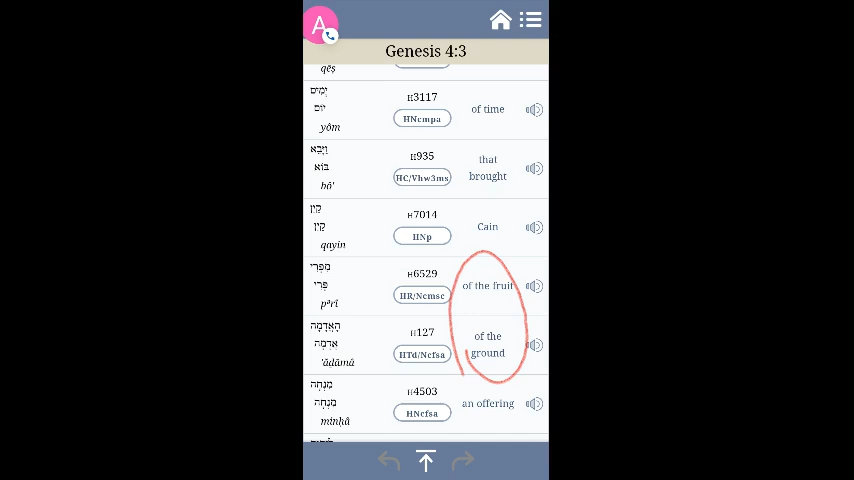 A
Genesis 4:3
qēṣ
יָמִים
H3117
of time
יוֹם
HNcmpa
yôm
וַיָּבֵא
H935
that brought
בּוֹא
HC/Vhw3ms
bô'
קַיִן
H7014
Cain
קַיִן
HNp
qayin
מִפְּרִי
H6529
of the fruit
פְּרִי
HR/Ncmsc
pᵊrî
הָאֲדָמָה
H127
of the ground
אֲדָמָה
HTd/Ncfsa
'ăḏāmâ
מִנְחָה
H4503
an offering
מִנְחָה
HNcfsa
minḥâ